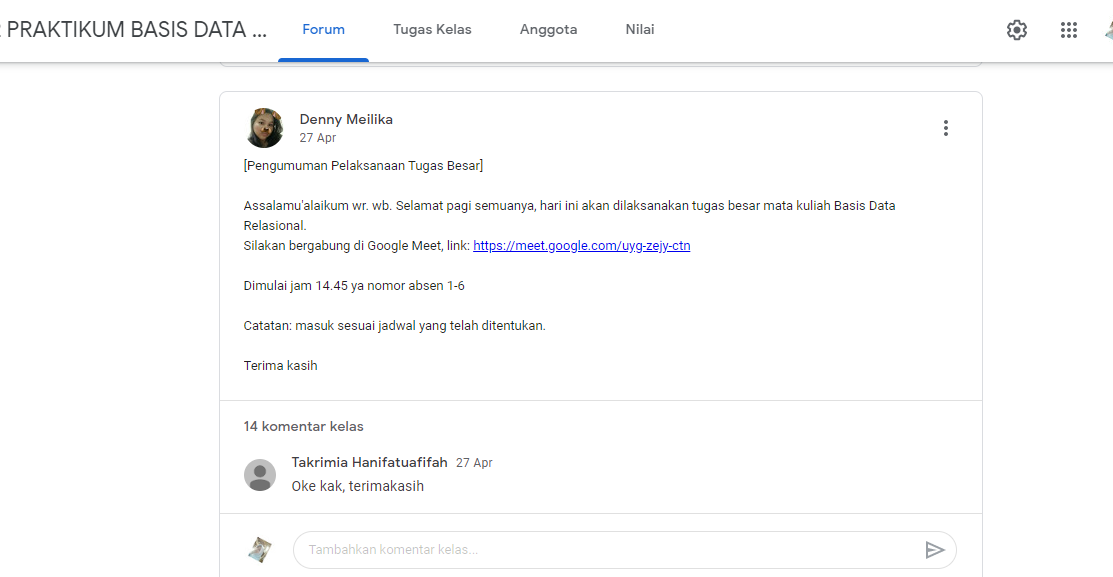 PRAKTIKUM BASIS DATA ...
Forum
Tugas Kelas
Anggota
Nilai
Denny Meilika
27 Apr
[Pengumuman Pelaksanaan Tugas Besar]
Assalamu'alaikum wr. wb. Selamat pagi semuanya, hari ini akan dilaksanakan tugas besar mata kuliah Basis Data
Relasional.
Silakan bergabung di Google Meet, link: https://meet.google.com/uyg-zejy-ctn
Dimulai jam 14.45 ya nomor absen 1-6
Catatan: masuk sesuai jadwal yang telah ditentukan.
Terima kasih
14 komentar kelas
Takrimia Hanifatuafifah 27 Apr
Oke kak, terimakasih
Tambahkan komentar kelas...